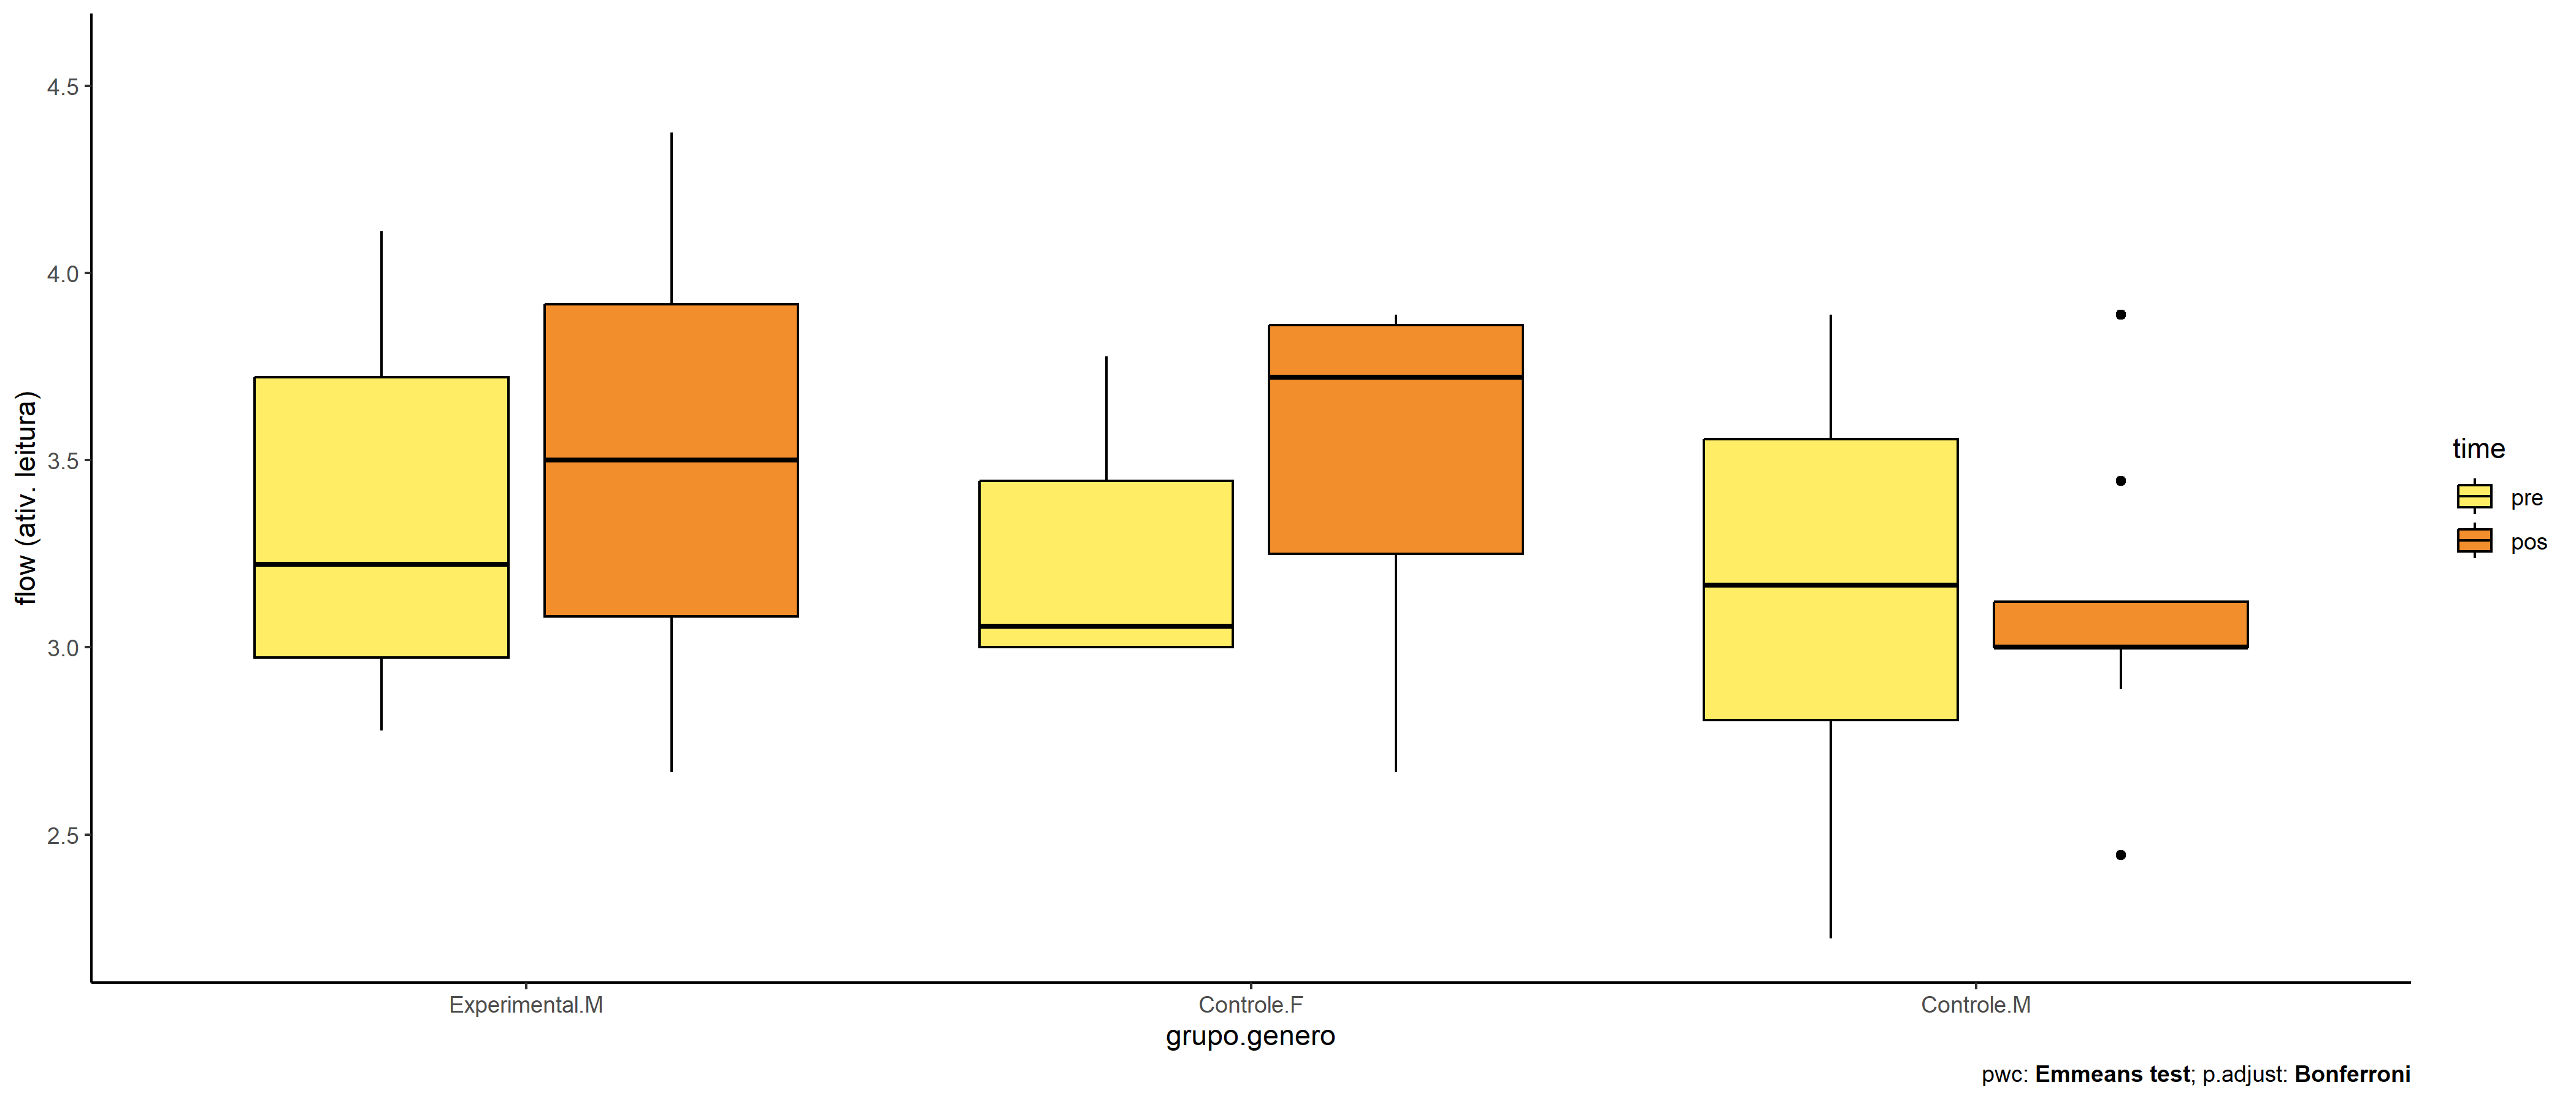 4.5
4.0
3.5
3.0
2.5
flow (ativ. leitura)
Experimental.M
Controle.F
Controle.M
grupo.genero
time
pre
pos
pwc: Emmeans test; p.adjust: Bonferroni